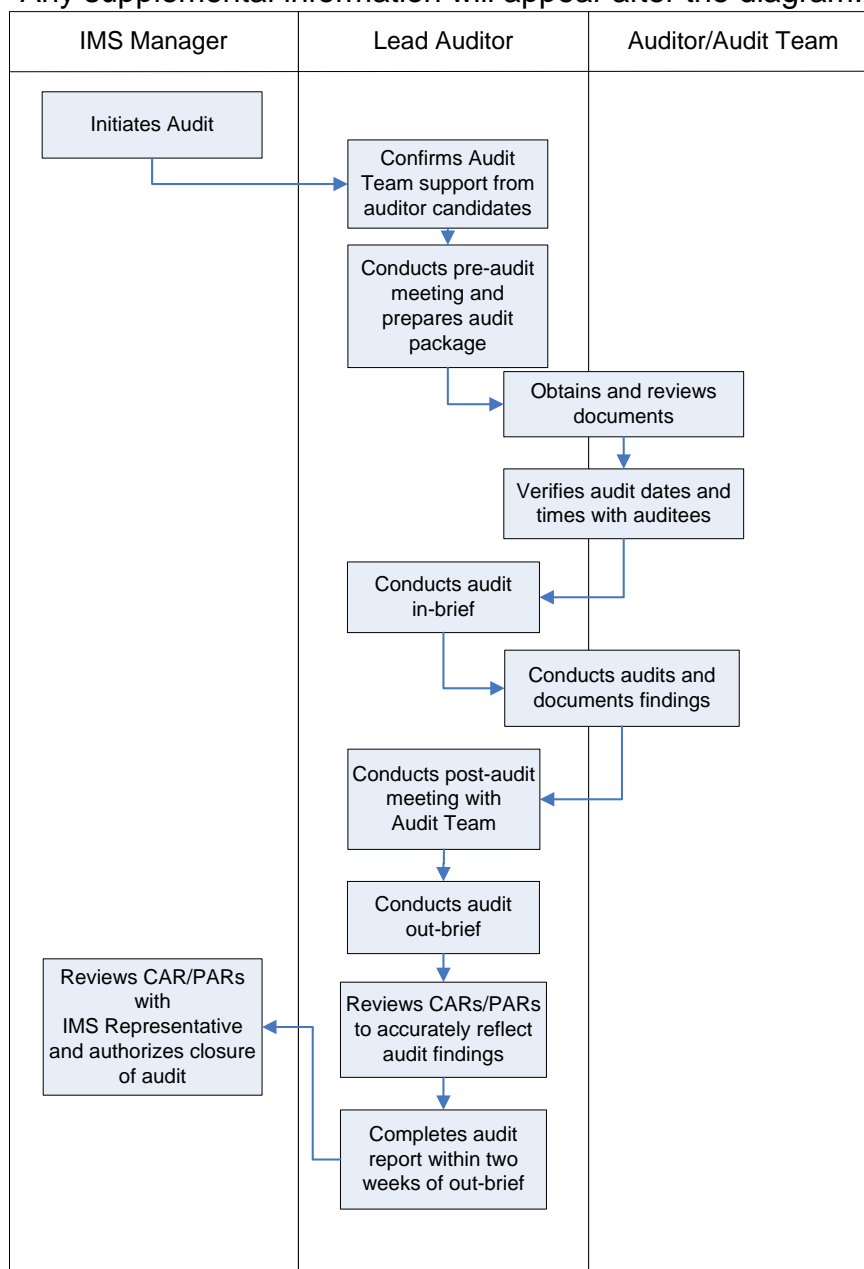 Any supplemental information will appear after the diagram.
IMS Manager
Lead Auditor
Auditor/Audit Team
Initiates Audit
Confirms Audit
Team support from
auditor candidates
Conducts pre-audit
meeting and
prepares audit
package
Obtains and reviews
documents
Verifies audit dates and
times with auditees
Conducts audit
in-brief
Conducts audits and
documents findings
Conducts post-audit
meeting with
Audit Team
Conducts audit
out-brief
Reviews CARs/PARs
to accurately reflect
audit findings
Completes audit
report within two
weeks of out-brief
Reviews CAR/PARs
with
IMS Representative
and authorizes closure
of audit